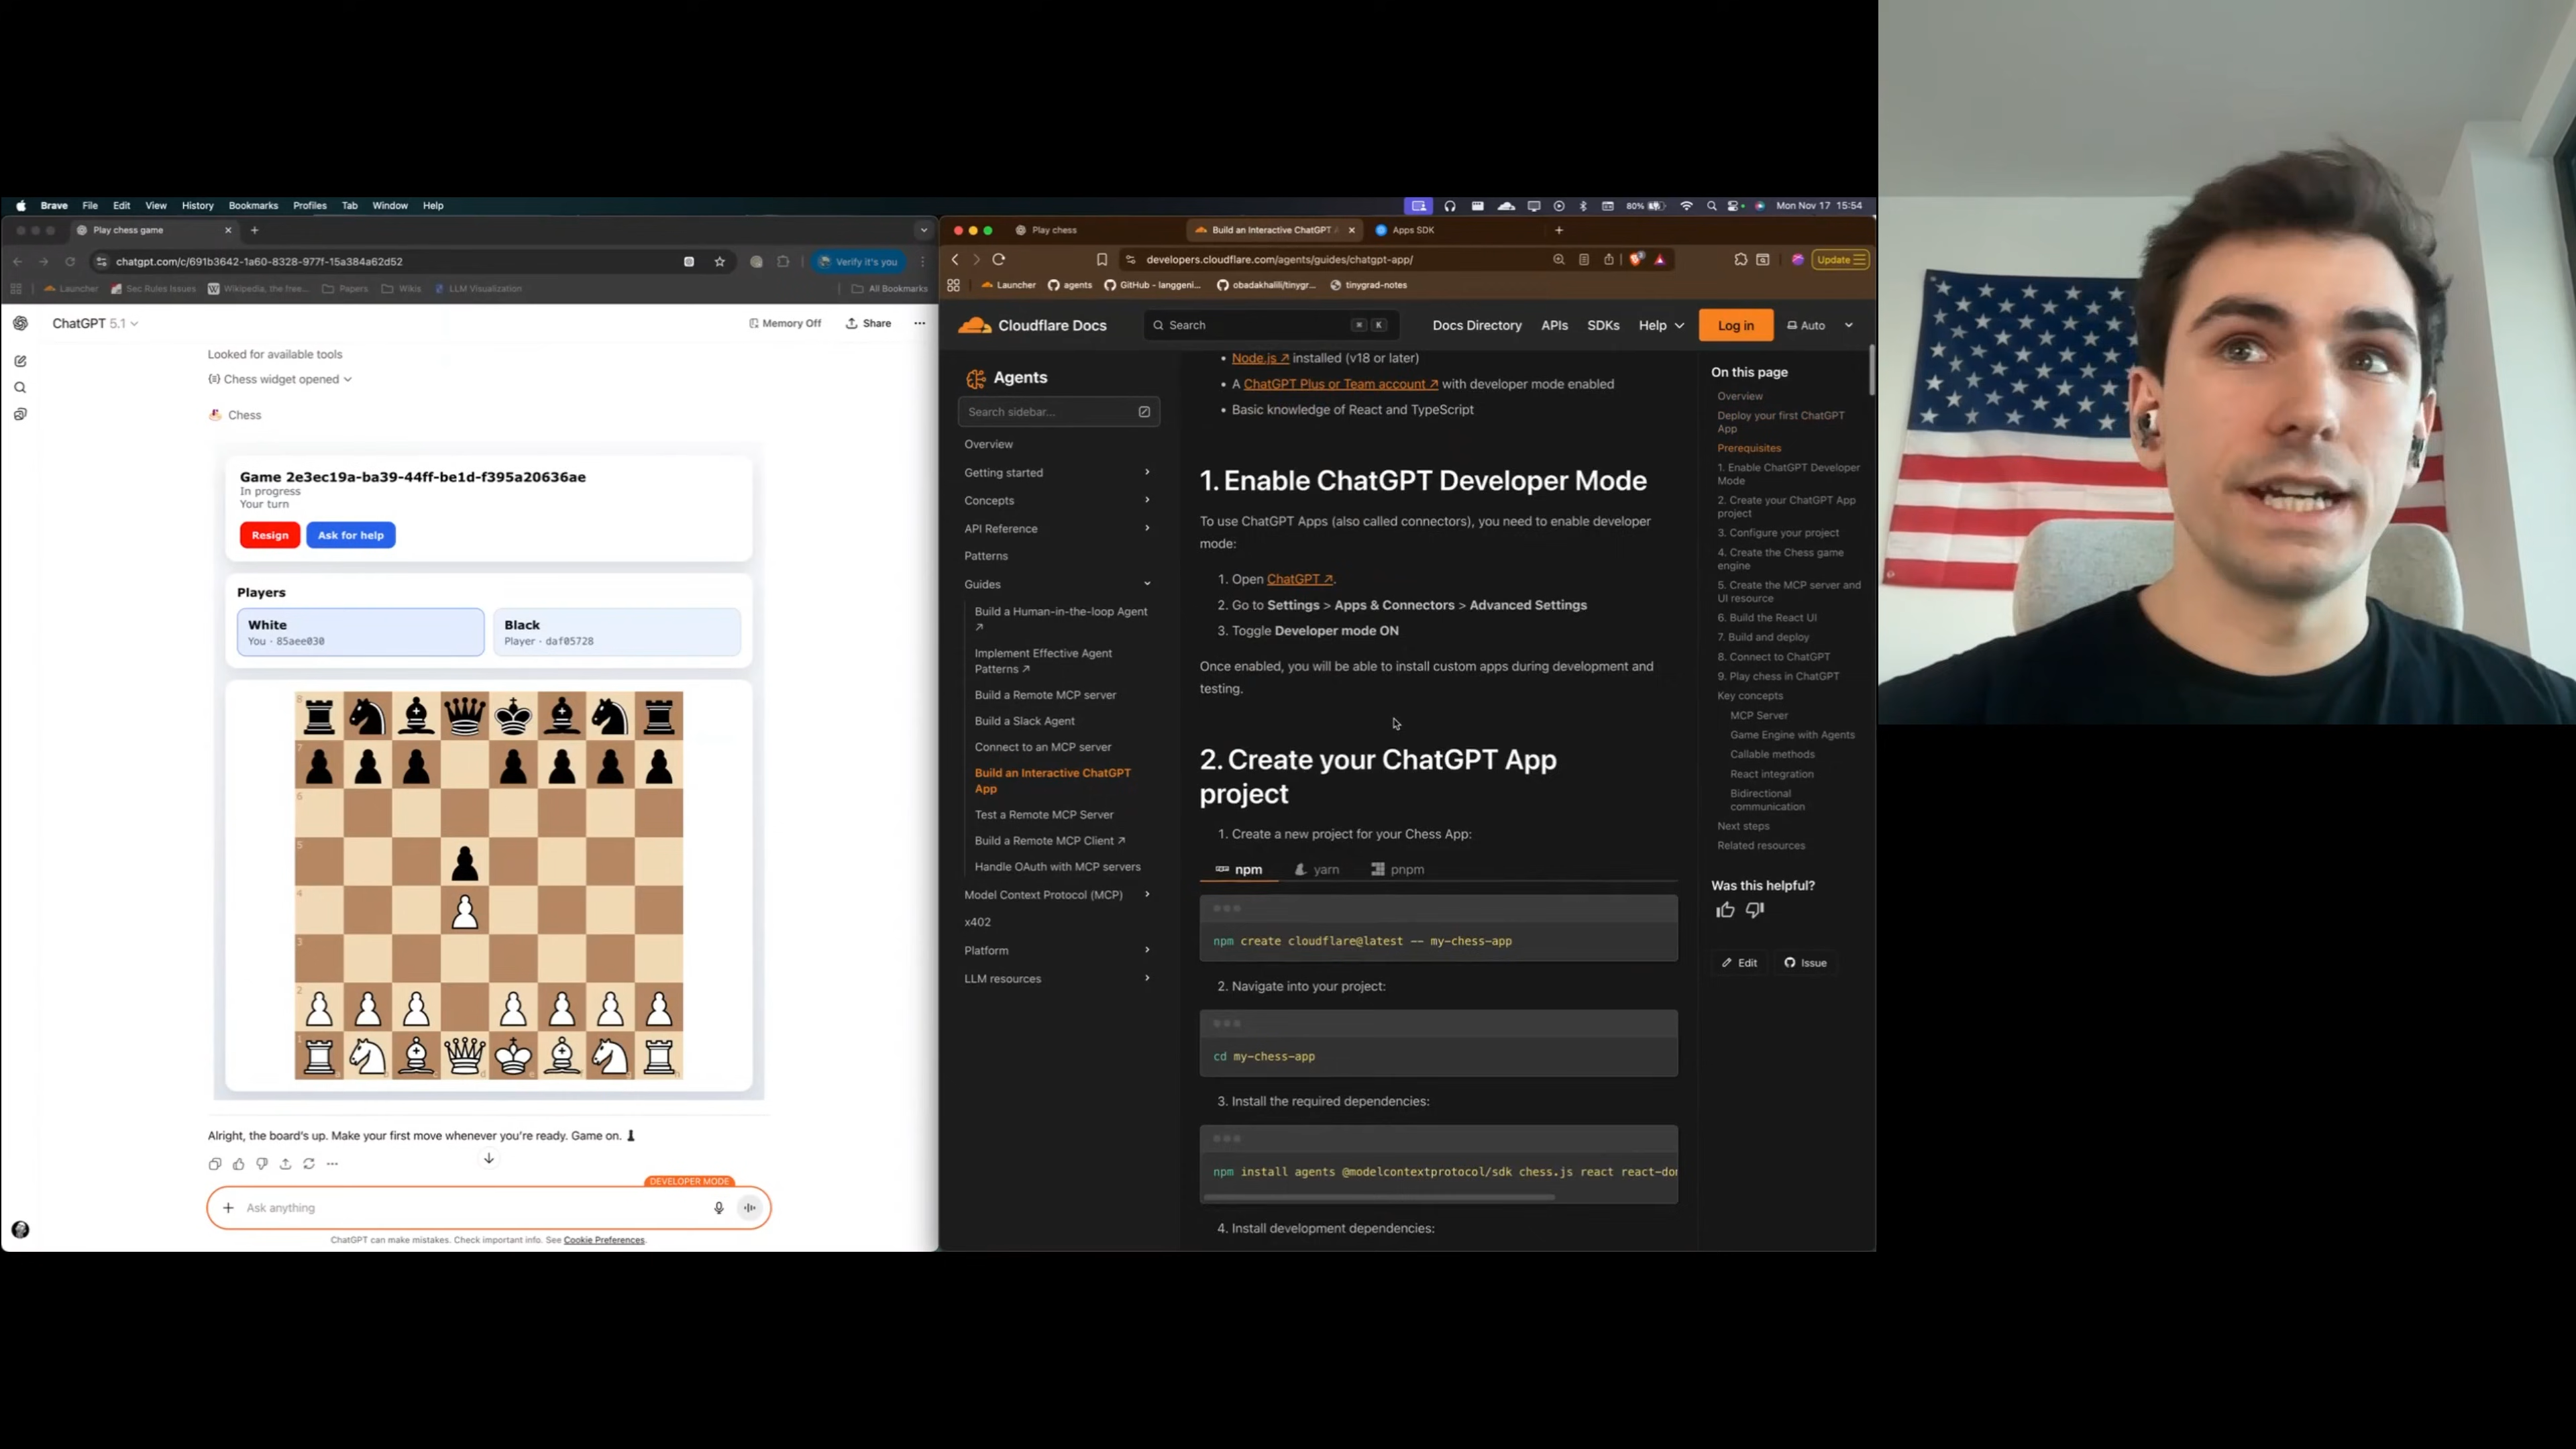 Brave File Edit View History Bookmarks Profiles Tab Window Help
80% Mon Nov 17 15:54
Play chess game
chatgpt.com/c/691b3642-1a60-8328-977f-15a384a62d52
Verify it's you
Launcher Sec Rules Issues Wikipedia, the free... Papers Wikis LLM Visualization All Bookmarks
ChatGPT 5.1
Memory Off Share
Looked for available tools
Chess widget opened
Chess
Game 2e3ec19a-ba39-44ff-be1d-f395a20636ae
In progress
Your turn
Resign Ask for help
Players
White
You · 85aee030
Black
Player · daf05728
8
7
6
5
4
3
2
1
Alright, the board's up. Make your first move whenever you're ready. Game on.
DEVELOPER MODE
Ask anything
ChatGPT can make mistakes. Check important info. See Cookie Preferences.
Play chess Build an Interactive ChatGPT A Apps SDK
developers.cloudflare.com/agents/guides/chatgpt-app/
Update
Launcher agents GitHub - langgeni... obadakhalili/tinygr... tinygrad-notes
Cloudflare Docs
Search ⌘ K
Docs Directory APIs SDKs Help Log in Auto
Agents
Search sidebar...
Overview
Getting started
Concepts
API Reference
Patterns
Guides
Build a Human-in-the-loop Agent ↗
Implement Effective Agent
Patterns ↗
Build a Remote MCP server
Build a Slack Agent
Connect to an MCP server
Build an Interactive ChatGPT
App
Test a Remote MCP Server
Build a Remote MCP Client ↗
Handle OAuth with MCP servers
Model Context Protocol (MCP)
x402
Platform
LLM resources
• Node.js ↗ installed (v18 or later)
• A ChatGPT Plus or Team account ↗ with developer mode enabled
• Basic knowledge of React and TypeScript
1. Enable ChatGPT Developer Mode
To use ChatGPT Apps (also called connectors), you need to enable developer
mode:
1. Open ChatGPT ↗.
2. Go to Settings > Apps & Connectors > Advanced Settings
3. Toggle Developer mode ON
Once enabled, you will be able to install custom apps during development and
testing.
2. Create your ChatGPT App
project
1. Create a new project for your Chess App:
npm yarn pnpm
npm create cloudflare@latest -- my-chess-app
2. Navigate into your project:
cd my-chess-app
3. Install the required dependencies:
npm install agents @modelcontextprotocol/sdk chess.js react react-dom
4. Install development dependencies:
On this page
Overview
Deploy your first ChatGPT
App
Prerequisites
1. Enable ChatGPT Developer
Mode
2. Create your ChatGPT App
project
3. Configure your project
4. Create the Chess game
engine
5. Create the MCP server and
UI resource
6. Build the React UI
7. Build and deploy
8. Connect to ChatGPT
9. Play chess in ChatGPT
Key concepts
MCP Server
Game Engine with Agents
Callable methods
React integration
Bidirectional
communication
Next steps
Related resources
Was this helpful?
Edit Issue